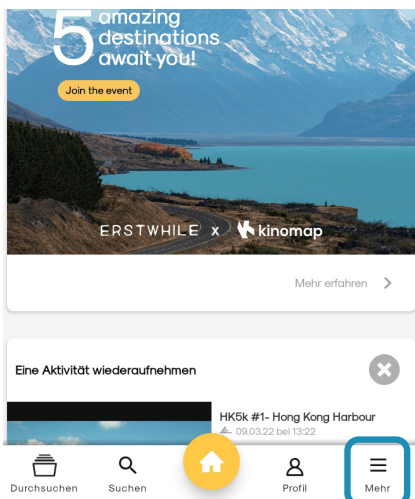 5 amazing
destinations
await you!
Join the event
ERSTWHILE x kinomap
Mehr erfahren
Eine Aktivität wiederaufnehmen
HK5k #1- Hong Kong Harbour
09.03.22 bei 13:22
Durchsuchen Suchen Profil Mehr